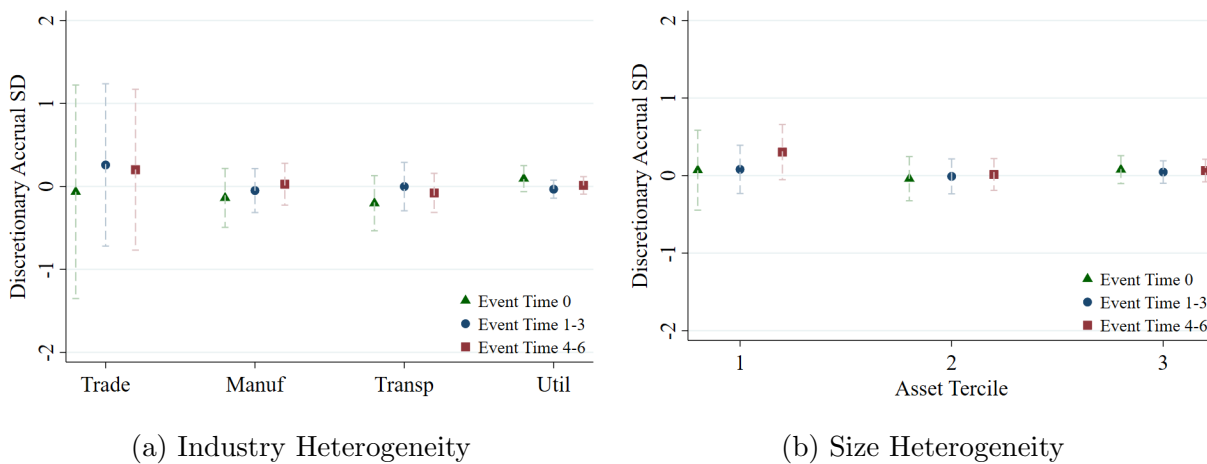 Discretionary Accrual SD
2
1
0
-1
-2
Event Time 0
Event Time 1-3
Event Time 4-6
Trade Manuf Transp Util
(a) Industry Heterogeneity
Discretionary Accrual SD
2
1
0
-1
-2
Event Time 0
Event Time 1-3
Event Time 4-6
1 2 3
Asset Tercile
(b) Size Heterogeneity